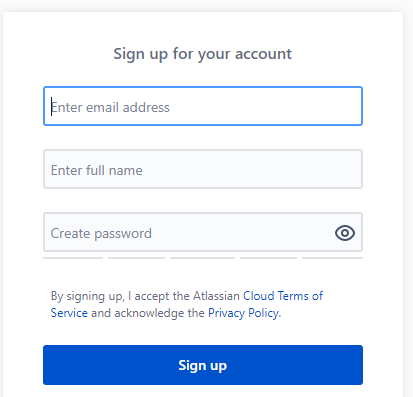 Sign up for your account
Enter email address
Enter full name
Create password
By signing up, I accept the Atlassian Cloud Terms of
Service and acknowledge the Privacy Policy.
Sign up